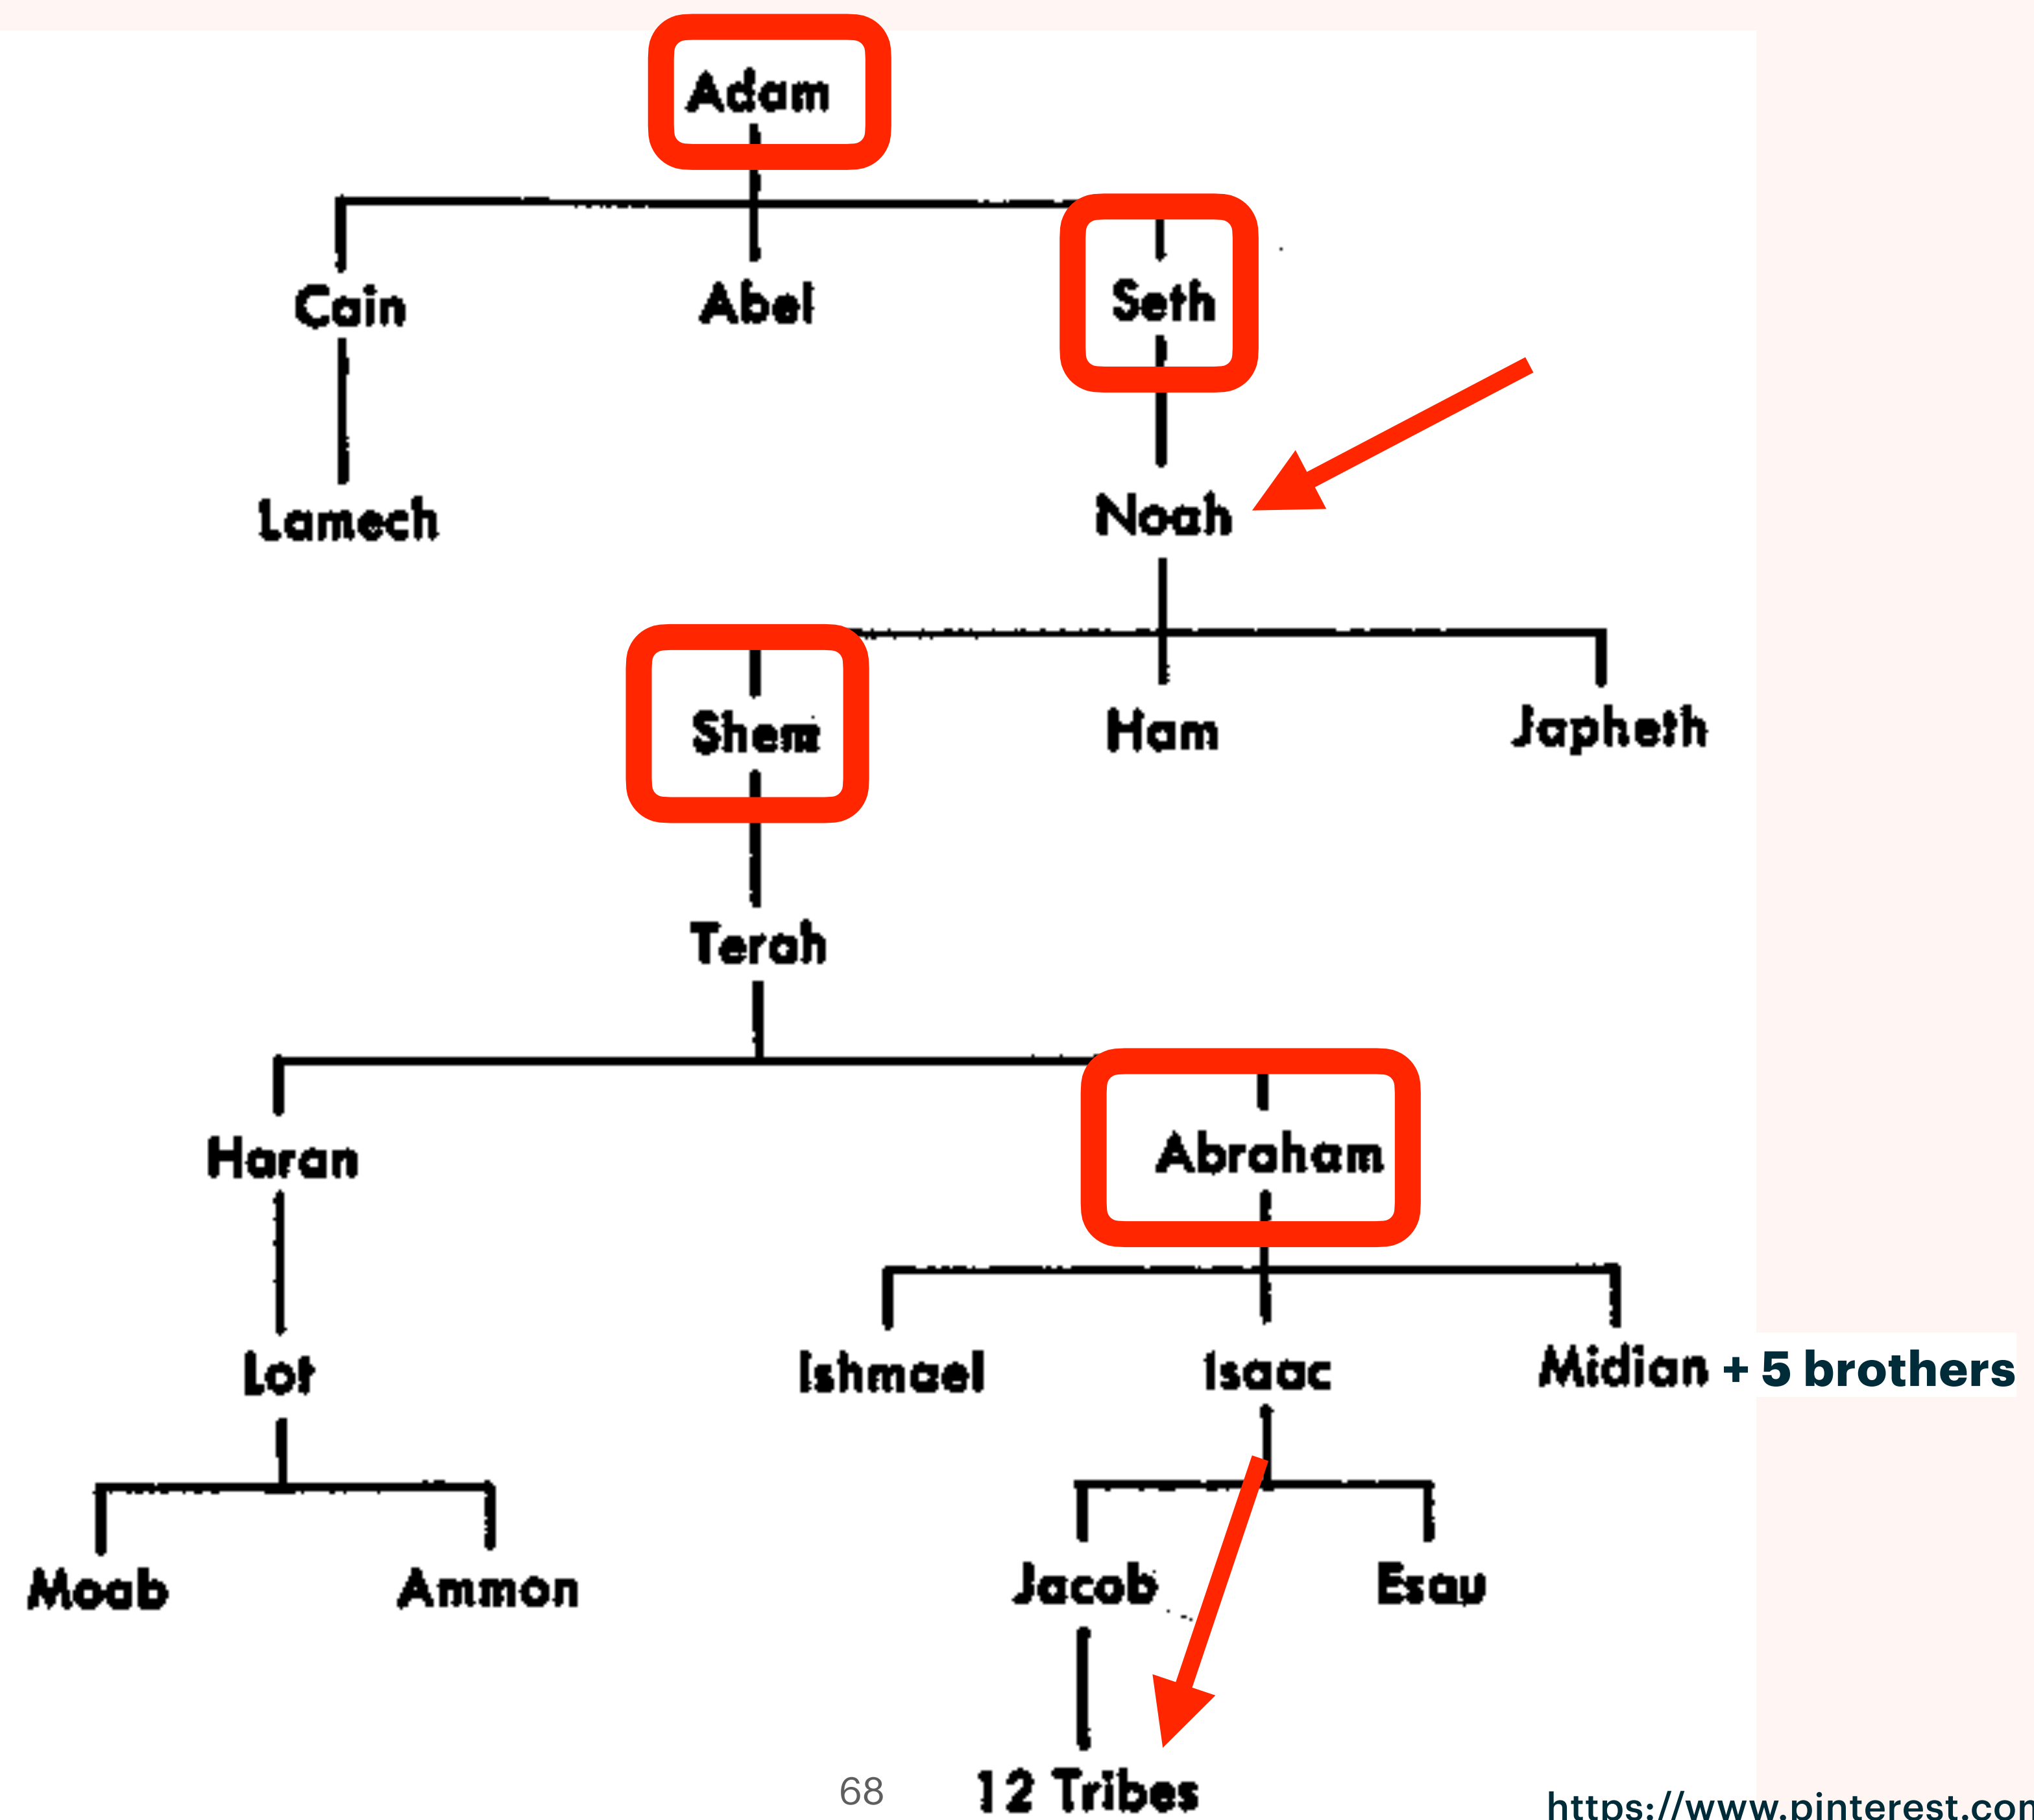 Adam
Cain Abel Seth
Lamech Noah
Shem Ham Japheth
Terah
Haran Abraham
Lot Ishmael Isaac Midian + 5 brothers
Moab Ammon Jacob Esau
68 12 Tribes https://www.pinterest.com